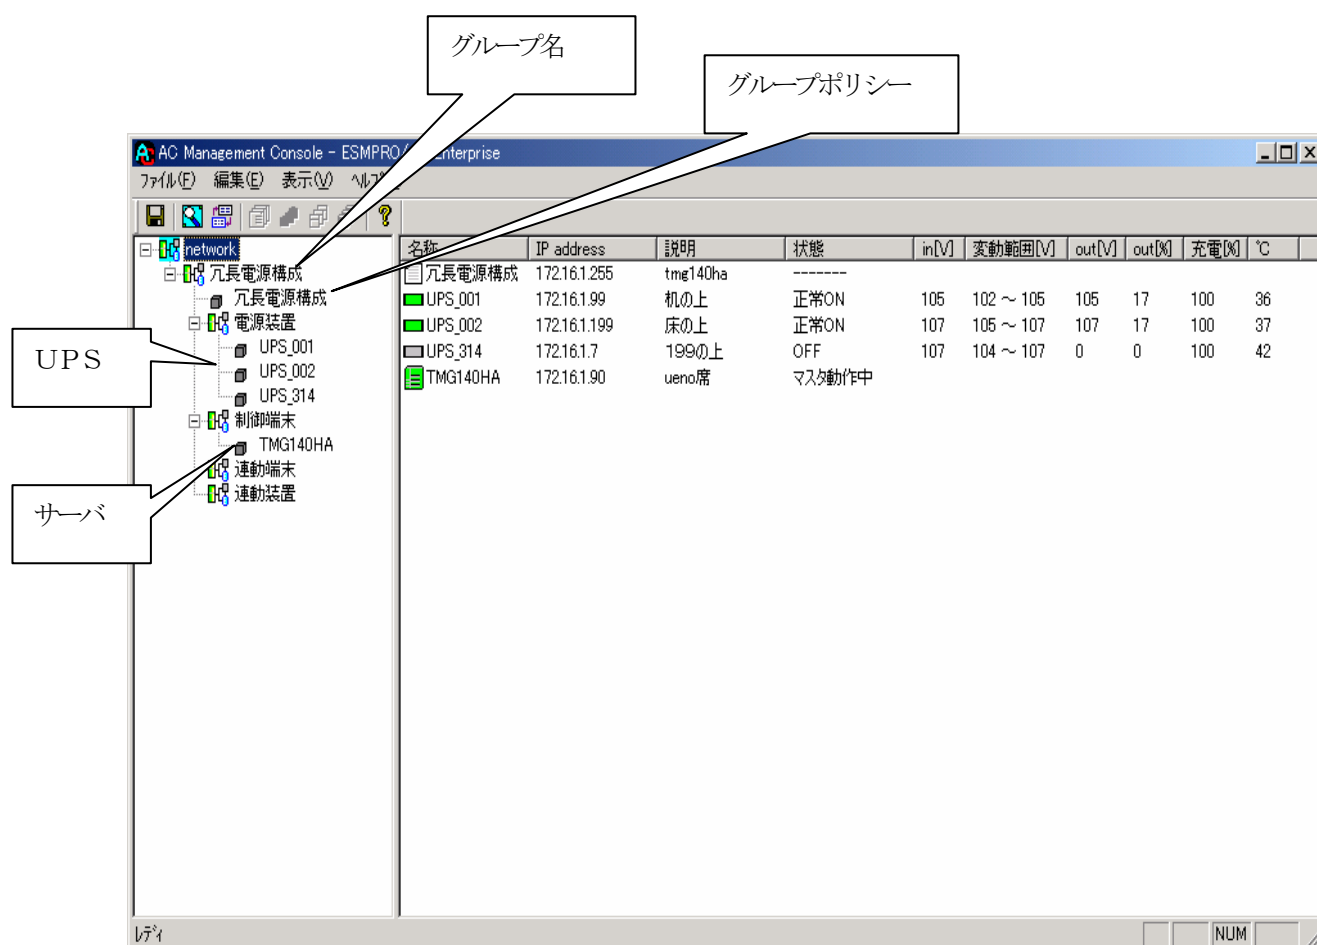 グループ名
グループポリシー
AC Management Console - ESMPRO/ Enterprise
ファイル(F) 編集(E) 表示(V) ヘルプ
network
冗長電源構成
冗長電源構成
電源装置
UPS_001
UPS_002
UPS_314
制御端末
TMG140HA
連動端末
連動装置
UPS
サーバ
名称 IP address 説明 状態 in[V] 変動範囲[V] out[V] out[%] 充電[%] ℃
冗長電源構成 172.16.1.255 tmg140ha -------
UPS_001 172.16.1.99 机の上 正常ON 105 102 ～ 105 105 17 100 36
UPS_002 172.16.1.199 床の上 正常ON 107 105 ～ 107 107 17 100 37
UPS_314 172.16.1.7 199の上 OFF 107 104 ～ 107 0 0 100 42
TMG140HA 172.16.1.90 ueno席 マスタ動作中
レディ NUM